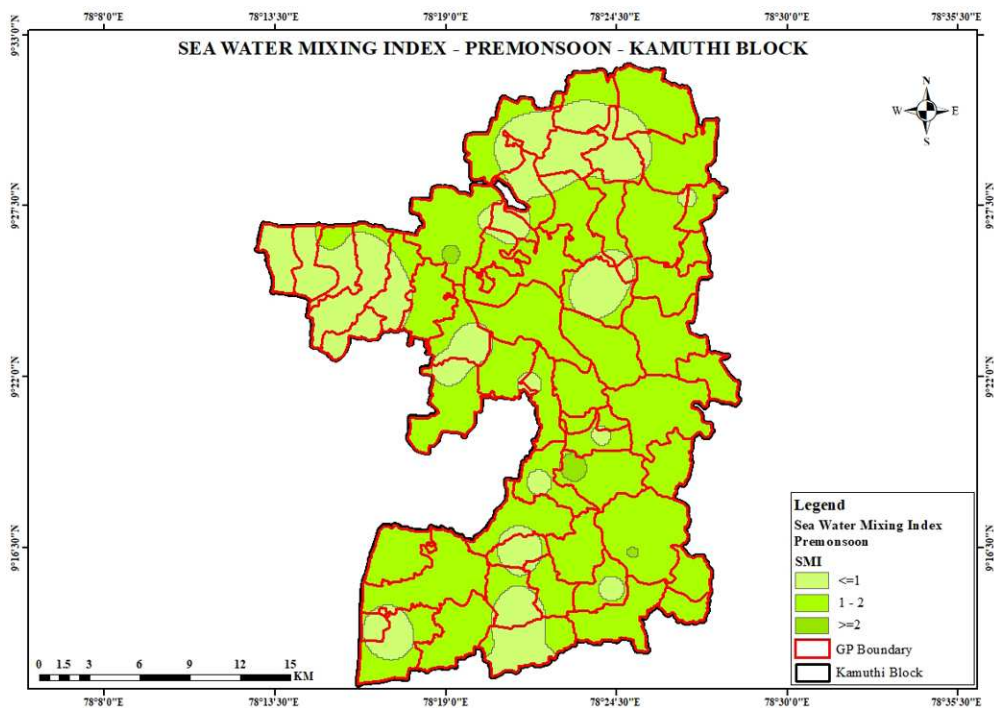 78°8'0"E 78°13'30"E 78°19'0"E 78°24'30"E 78°30'0"E 78°35'30"E
9°33'0"N
SEA WATER MIXING INDEX - PREMONSOON - KAMUTHI BLOCK
N
W E
S
9°27'30"N 9°27'30"N
9°22'0"N 9°22'0"N
9°16'30"N 9°16'30"N
Legend
Sea Water Mixing Index
Premonsoon
SMI
<=1
1 - 2
>=2
GP Boundary
Kamuthi Block
0 1.5 3 6 9 12 15
KM
78°8'0"E 78°13'30"E 78°19'0"E 78°24'30"E 78°30'0"E 78°35'30"E